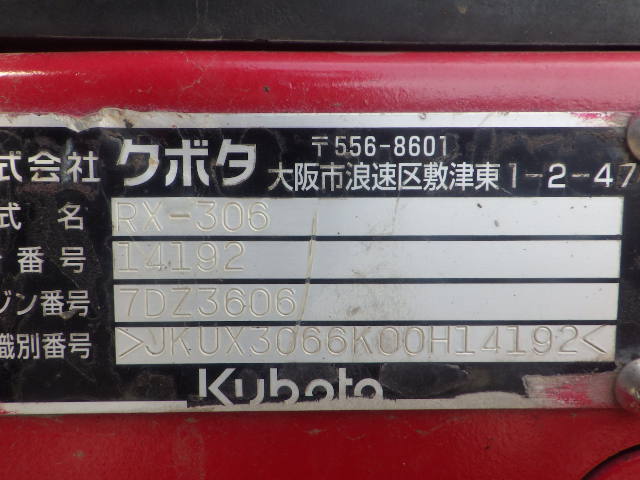 式会社 クボタ 〒556-8601
大阪市浪速区敷津東1-2-47
式名 RX-306
番号 14192
ジン番号 7DZ3606
識別番号 >JKUX3066K00H14192<
Kubota